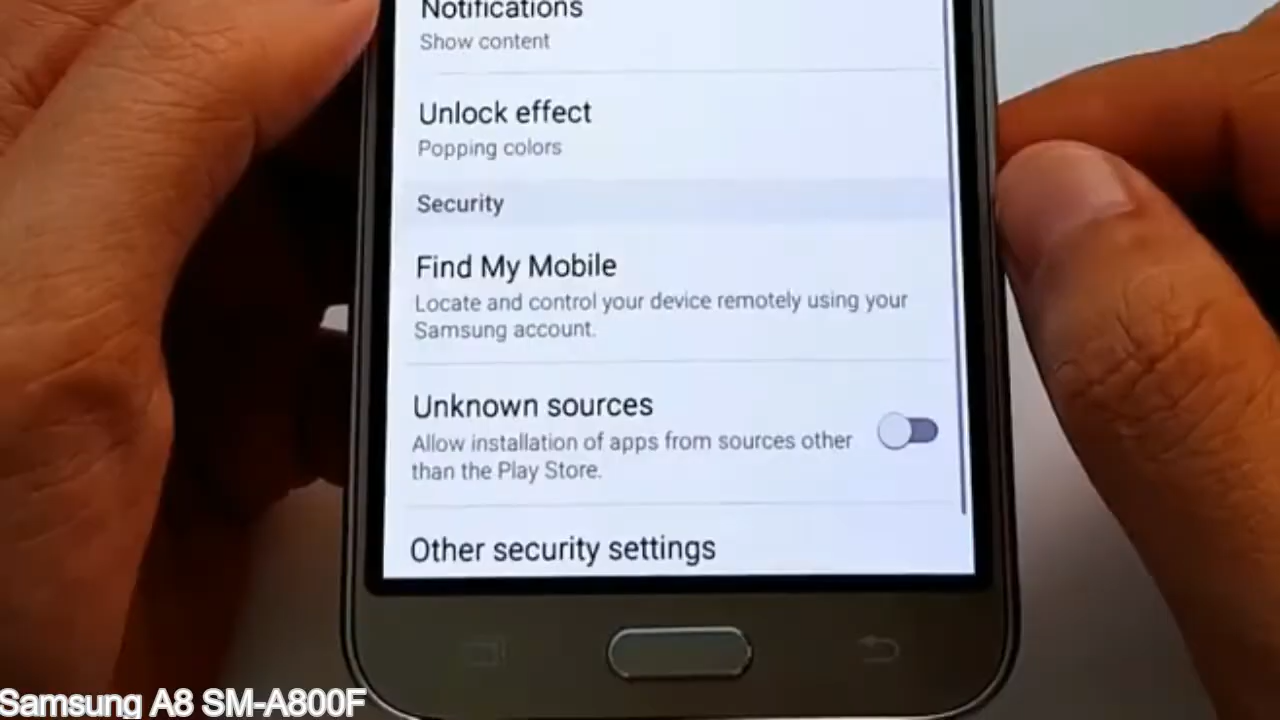 Notifications
Show content
Unlock effect
Popping colors
Security
Find My Mobile
Locate and control your device remotely using your
Samsung account.
Unknown sources
Allow installation of apps from sources other
than the Play Store.
Other security settings
Samsung A8 SM-A800F